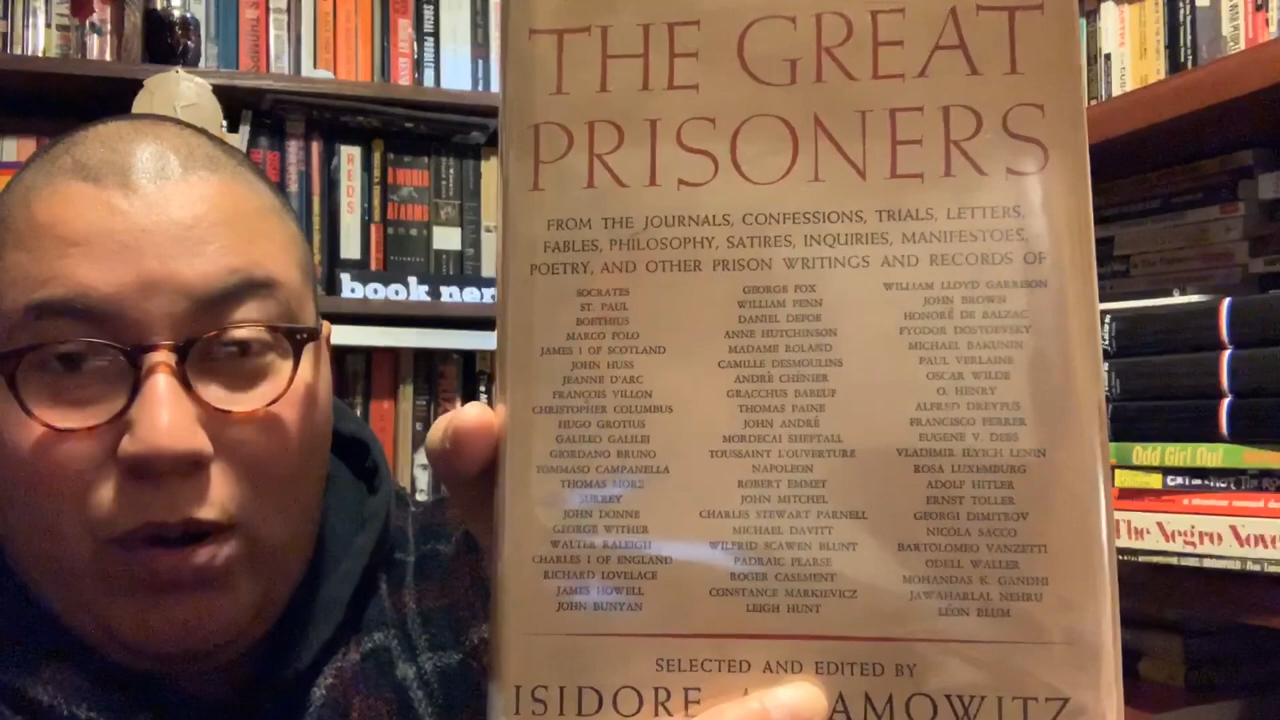 THE GREAT
PRISONERS
FROM THE JOURNALS, CONFESSIONS, TRIALS, LETTERS,
FABLES, PHILOSOPHY, SATIRES, INQUIRIES, MANIFESTOES,
POETRY, AND OTHER PRISON WRITINGS AND RECORDS OF
SOCRATES
ST. PAUL
BOETHIUS
MARCO POLO
JAMES I OF SCOTLAND
JOHN HUSS
JEANNE D'ARC
FRANÇOIS VILLON
CHRISTOPHER COLUMBUS
HUGO GROTIUS
GALILEO GALILEI
GIORDANO BRUNO
TOMMASO CAMPANELLA
THOMAS MORE
SURREY
JOHN DONNE
GEORGE WITHER
WALTER RALEIGH
CHARLES I OF ENGLAND
RICHARD LOVELACE
JAMES HOWELL
JOHN BUNYAN
GEORGE FOX
WILLIAM PENN
DANIEL DEFOE
ANNE HUTCHINSON
MADAME ROLAND
CAMILLE DESMOULINS
ANDRÉ CHÉNIER
GRACCHUS BABEUF
THOMAS PAINE
JOHN ANDRÉ
MORDECAI SHEFTALL
TOUSSAINT L'OUVERTURE
NAPOLEON
ROBERT EMMET
JOHN MITCHEL
CHARLES STEWART PARNELL
MICHAEL DAVITT
WILFRID SCAWEN BLUNT
PADRAIC PEARSE
ROGER CASEMENT
CONSTANCE MARKIEVICZ
LEIGH HUNT
WILLIAM LLOYD GARRISON
JOHN BROWN
HONORÉ DE BALZAC
FYODOR DOSTOEVSKY
MICHAEL BAKUNIN
PAUL VERLAINE
OSCAR WILDE
O. HENRY
ALFRED DREYFUS
FRANCISCO FERRER
EUGENE V. DEBS
VLADIMIR ILYICH LENIN
ROSA LUXEMBURG
ADOLF HITLER
ERNST TOLLER
GEORGI DIMITROV
NICOLA SACCO
BARTOLOMEO VANZETTI
ODELL WALLER
MOHANDAS K. GANDHI
JAWAHARLAL NEHRU
LÉON BLUM
SELECTED AND EDITED BY
ISIDORE A AMOWITZ
REDS
A WORLD
AT ARMS
book ner
Odd Girl Out
The Negro Nove